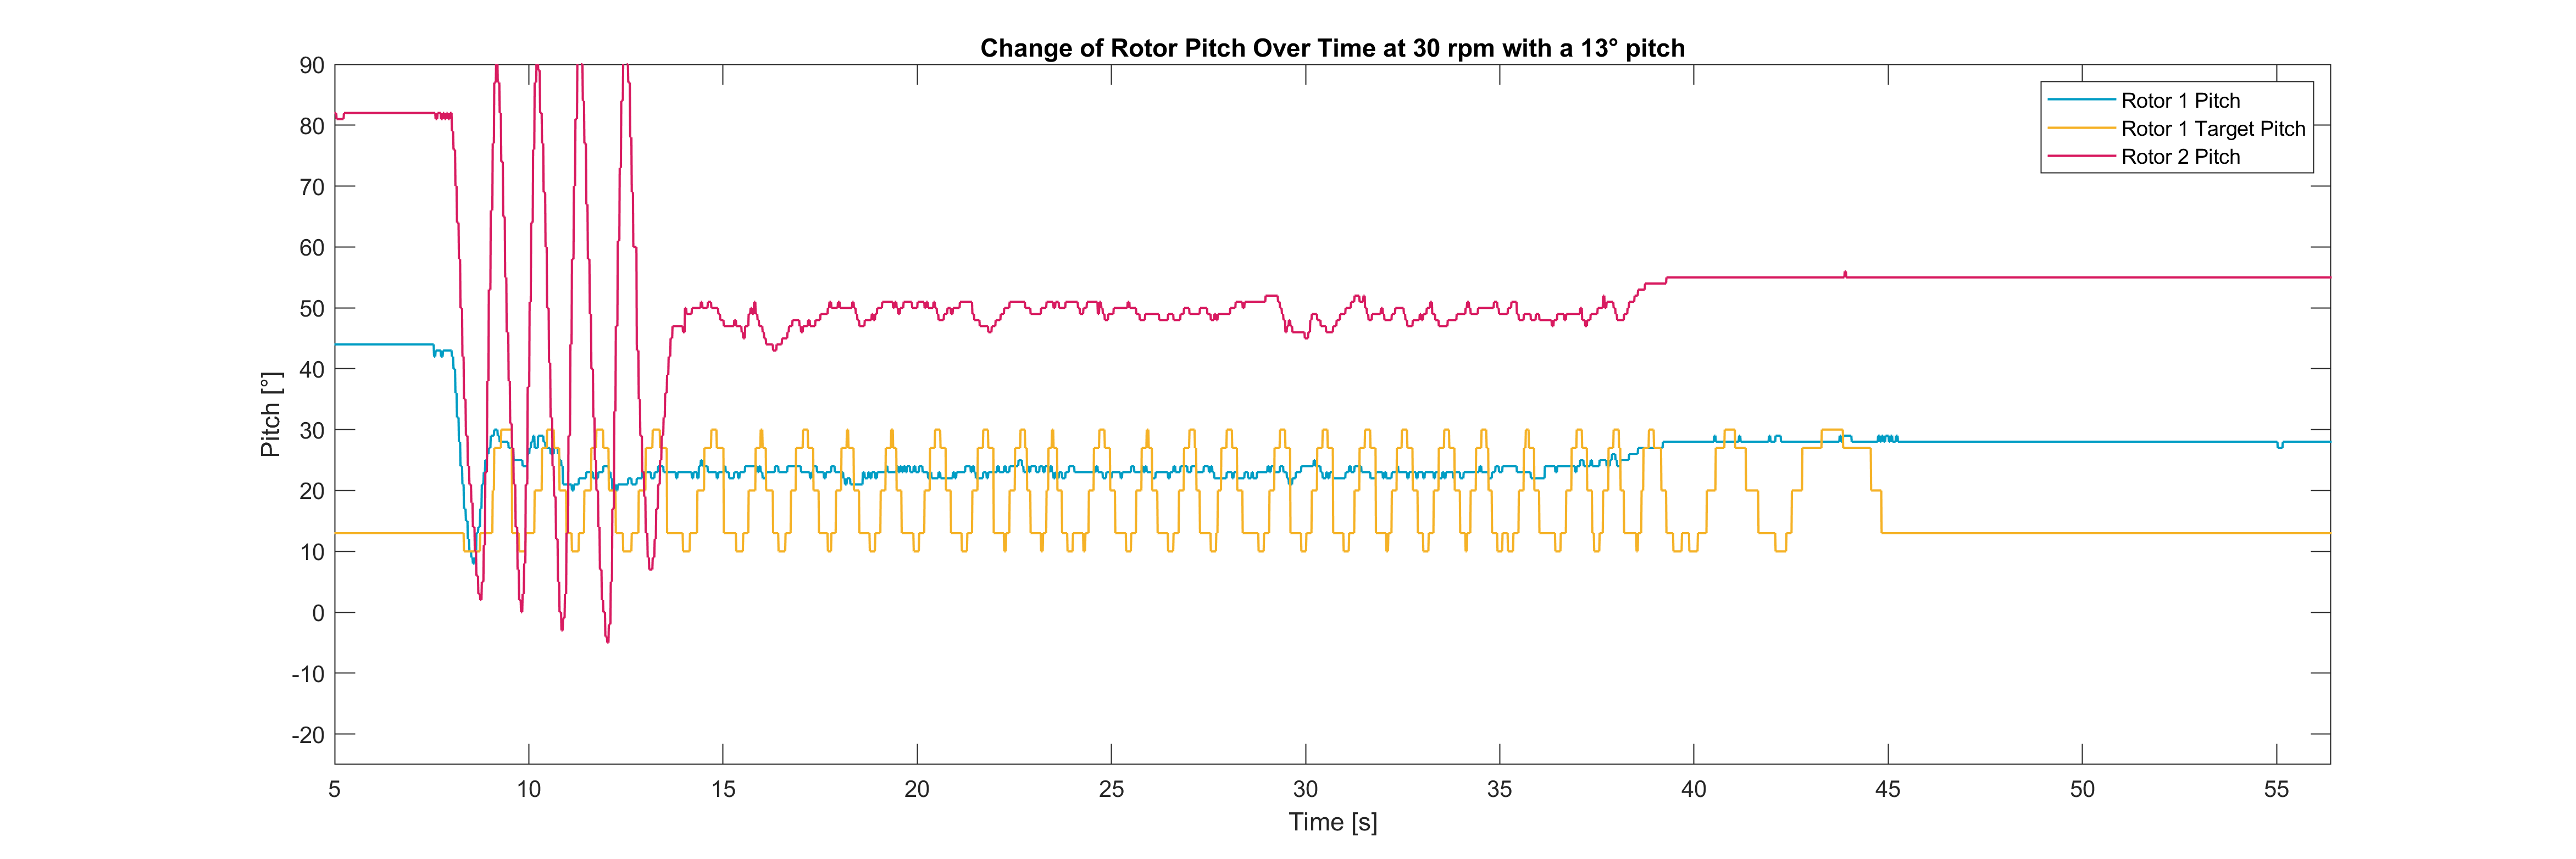 Change of Rotor Pitch Over Time at 30 rpm with a 13° pitch
90
80
70
60
50
40
30
20
10
0
-10
-20
Pitch [°]
Rotor 1 Pitch
Rotor 1 Target Pitch
Rotor 2 Pitch
5 10 15 20 25 30 35 40 45 50 55
Time [s]